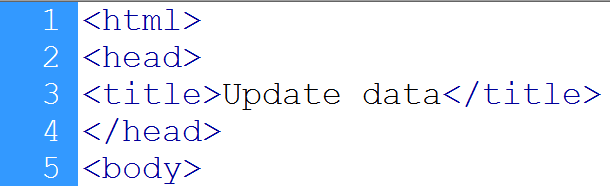 1 <html>
2 <head>
3 <title>Update data</title>
4 </head>
5 <body>